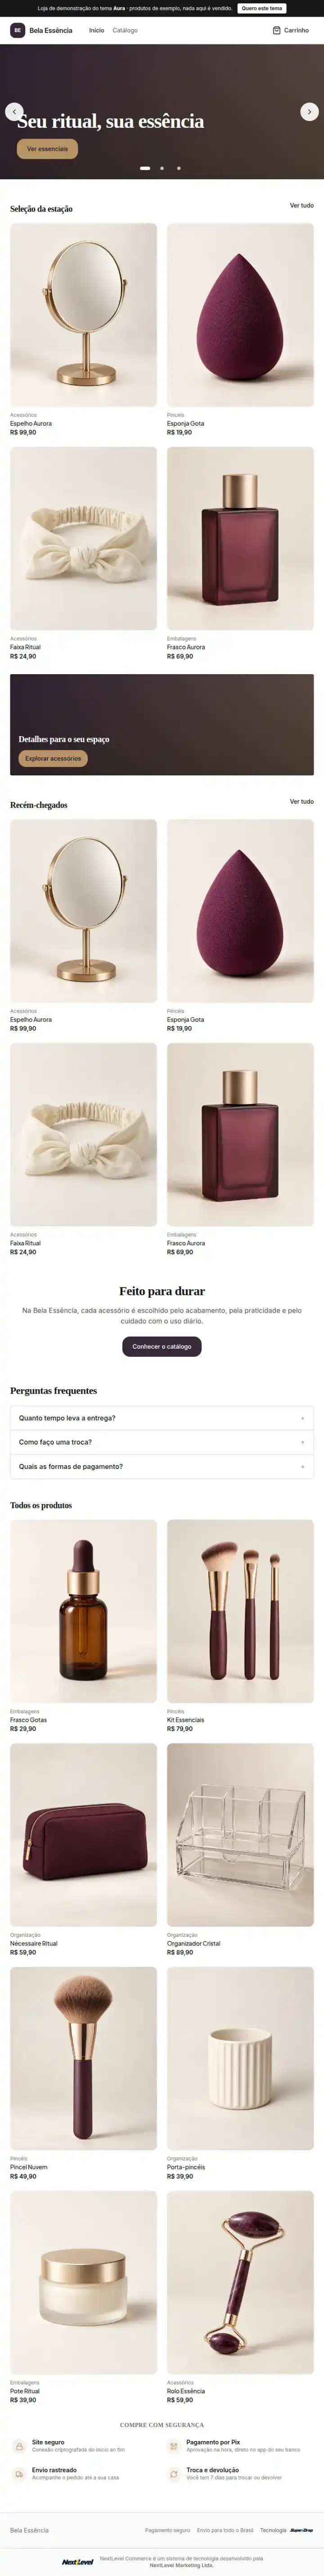 Loja de demonstração do tema Aura · produtos de exemplo, nada aqui é vendido. Quero este tema
BE Bela Essência Início Catálogo Carrinho
Seu ritual, sua essência
Ver essenciais
Seleção da estação Ver tudo
Acessórios
Espelho Aurora
R$ 99,90
Pincéis
Esponja Gota
R$ 19,90
Acessórios
Faixa Ritual
R$ 24,90
Embalagens
Frasco Aurora
R$ 69,90
Detalhes para o seu espaço
Explorar acessórios
Recém-chegados Ver tudo
Acessórios
Espelho Aurora
R$ 99,90
Pincéis
Esponja Gota
R$ 19,90
Acessórios
Faixa Ritual
R$ 24,90
Embalagens
Frasco Aurora
R$ 69,90
Feito para durar
Na Bela Essência, cada acessório é escolhido pelo acabamento, pela praticidade e pelo
cuidado com o uso diário.
Conhecer o catálogo
Perguntas frequentes
Quanto tempo leva a entrega? +
Como faço uma troca? +
Quais as formas de pagamento? +
Todos os produtos
Embalagens
Frasco Gotas
R$ 29,90
Pincéis
Kit Essenciais
R$ 79,90
Organização
Nécessaire Ritual
R$ 59,90
Organização
Organizador Cristal
R$ 89,90
Pincéis
Pincel Nuvem
R$ 49,90
Organização
Porta-pincéis
R$ 39,90
Embalagens
Pote Ritual
R$ 39,90
Acessórios
Rolo Essência
R$ 59,90
COMPRE COM SEGURANÇA
Site seguro
Conexão criptografada do início ao fim
Pagamento por Pix
Aprovação na hora, direto no app do seu banco
Envio rastreado
Acompanhe o pedido até a sua casa
Troca e devolução
Você tem 7 dias para trocar ou devolver
Bela Essência Pagamento seguro Envio para todo o Brasil Tecnologia Super-Drop
NextLevel NextLevel Commerce é um sistema de tecnologia desenvolvido pela
NextLevel Marketing Ltda.